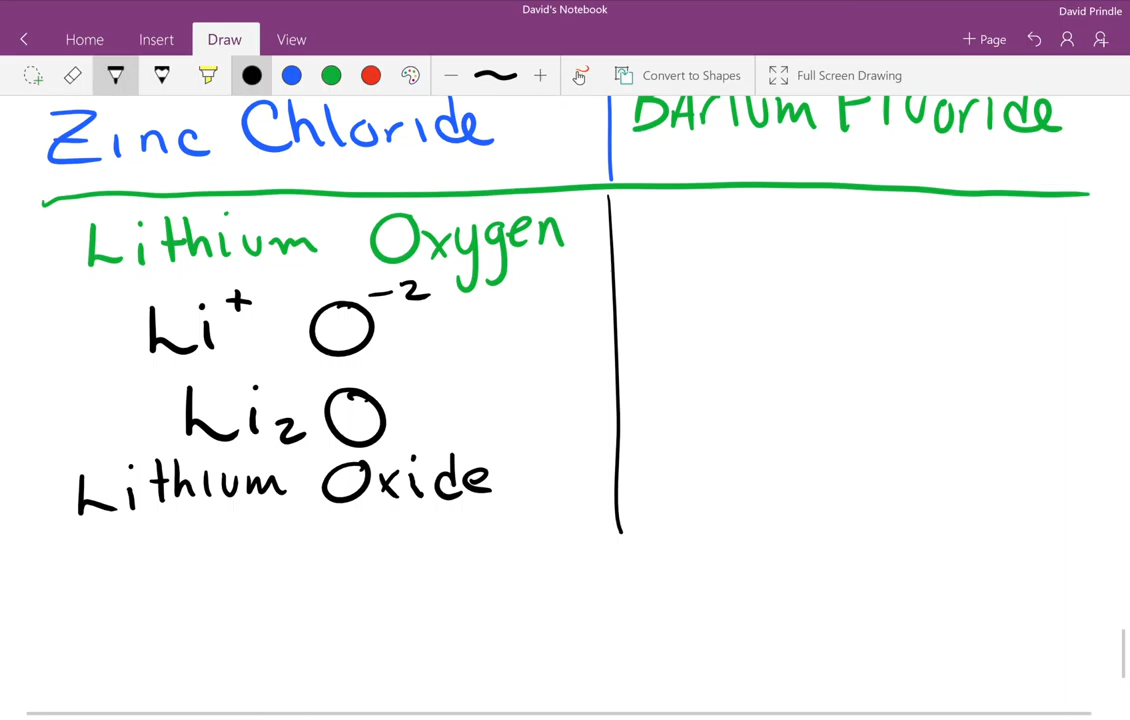 David's Notebook
David Prindle
Home Insert Draw View
+ Page
Convert to Shapes Full Screen Drawing
Zinc Chloride
BArium Fluoride
Lithium Oxygen
Li⁺ O⁻²
Li₂O
Lithium Oxide